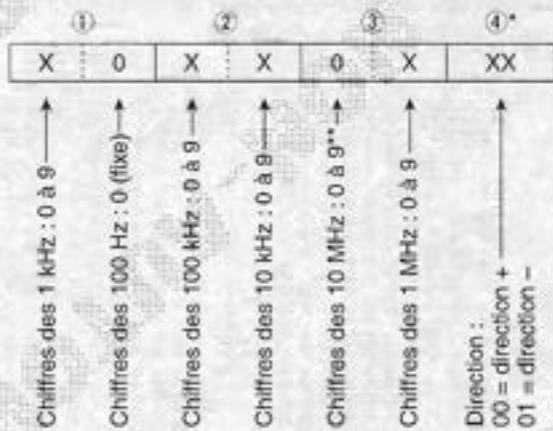 ① ② ③ ④*
X 0 X X 0 X XX
Chiffres des 1 kHz : 0 à 9
Chiffres des 100 Hz : 0 (fixe)
Chiffres des 100 kHz : 0 à 9
Chiffres des 10 kHz : 0 à 9
Chiffres des 10 MHz : 0 à 9**
Chiffres des 1 MHz : 0 à 9
Direction :
00 = direction +
01 = direction –